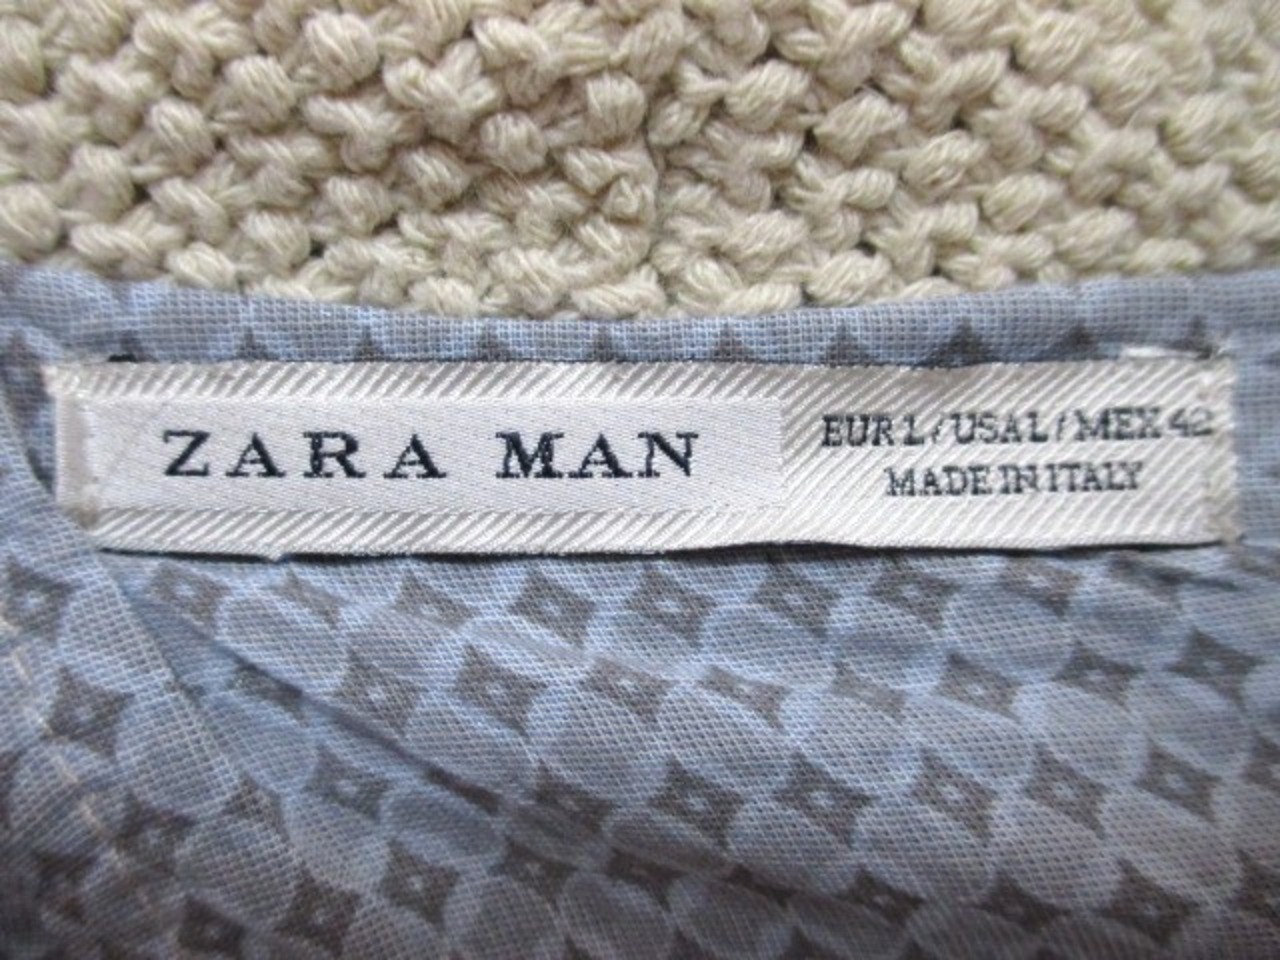 ZARA MAN
EUR L / USA L / MEX 42
MADE IN ITALY